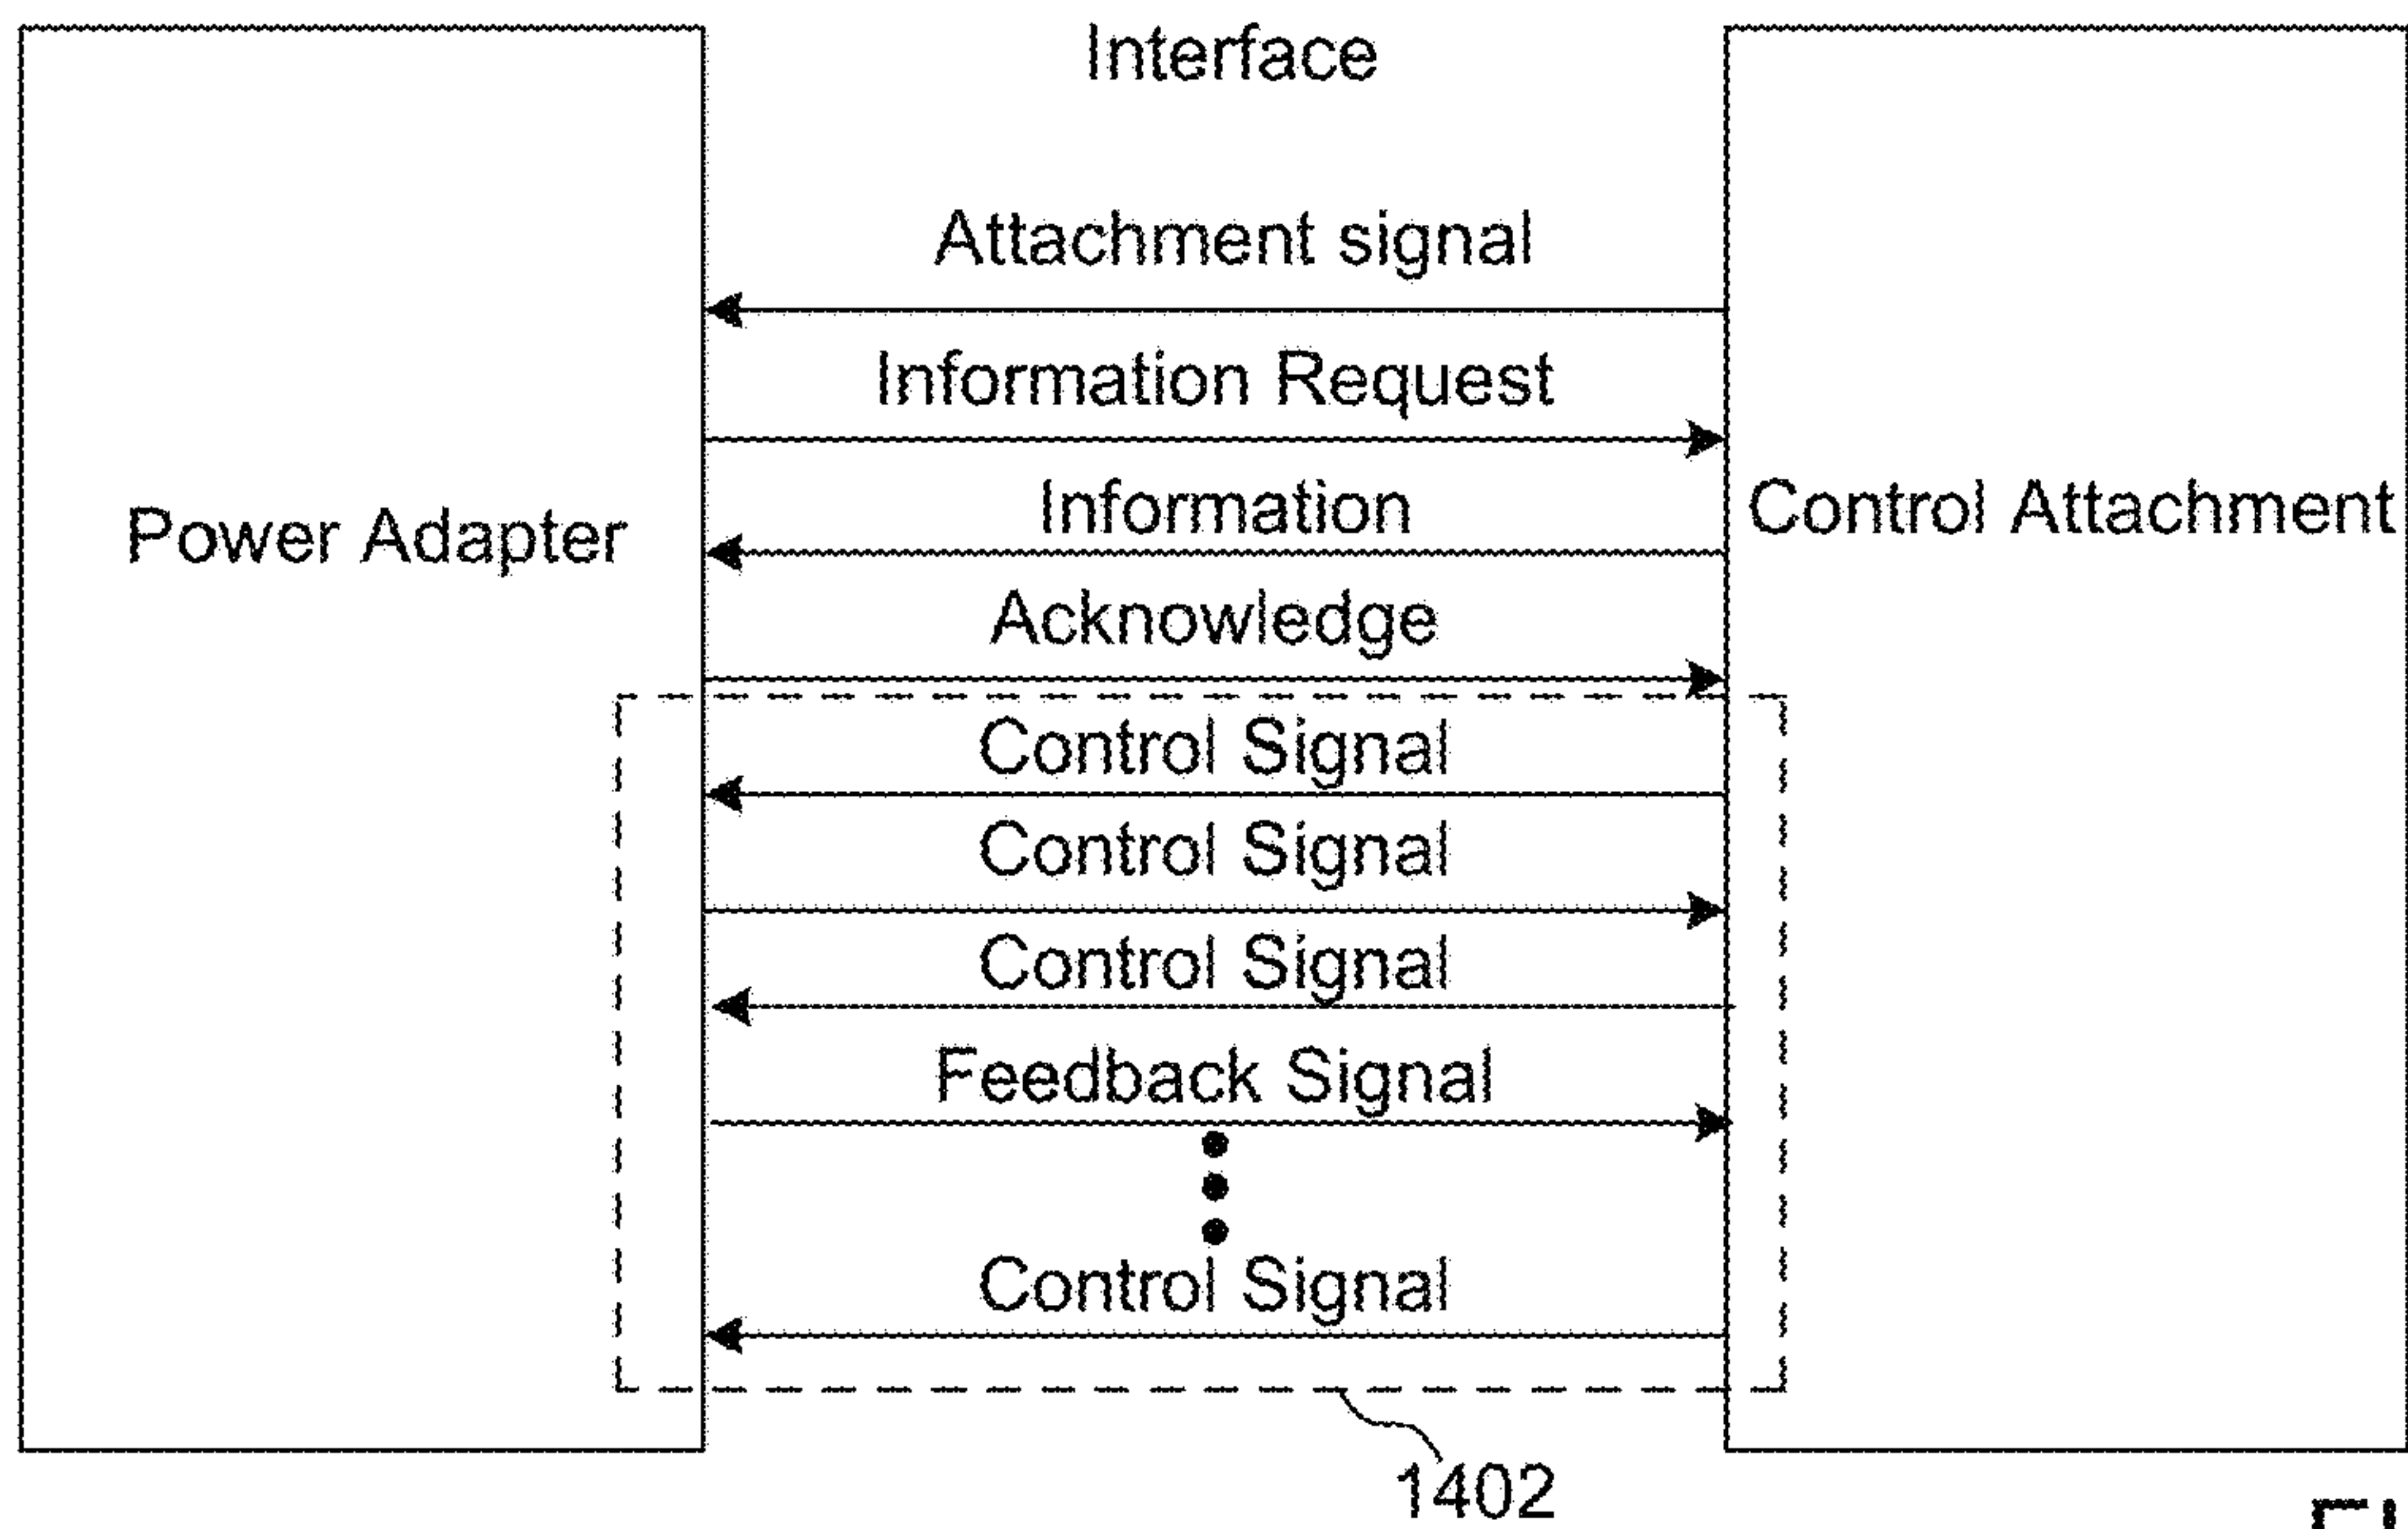 Interface
Attachment signal
Information Request
Information
Power Adapter
Control Attachment
Acknowledge
Control Signal
Control Signal
Control Signal
Feedback Signal
Control Signal
1402